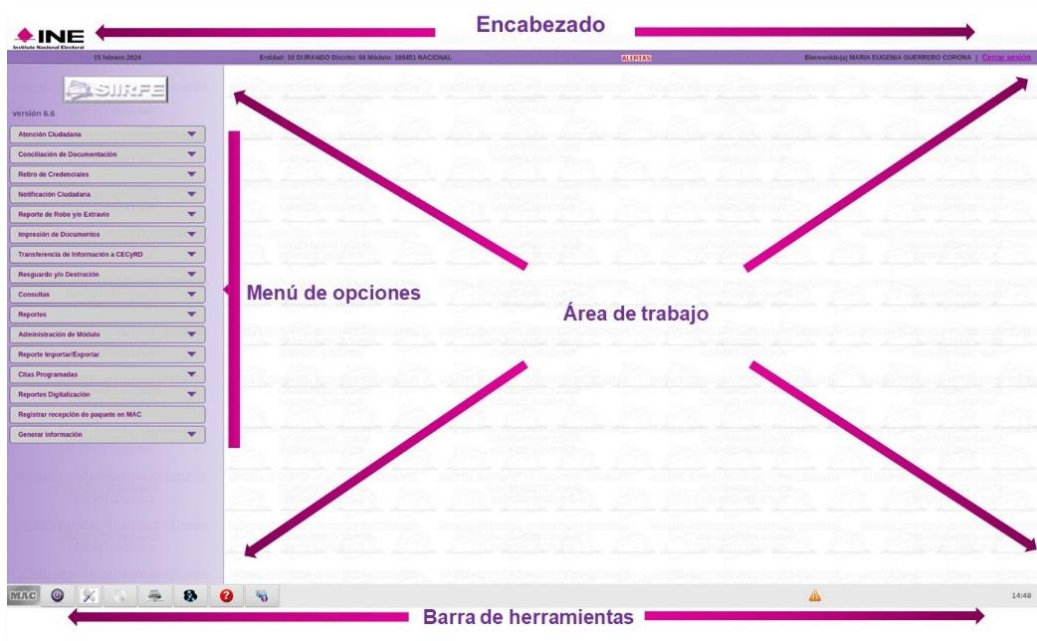 Encabezado
INE
Instituto Nacional Electoral
15 febrero 2024
Entidad: 10 DURANGO Distrito: 04 Módulo: 100451 NACIONAL
ALERTAS
Bienvenido(a) MARIA EUGENIA GUERRERO CORONA | Cerrar sesión
SIIRFE
versión 6.6
Atención Ciudadana
Conciliación de Documentación
Retiro de Credenciales
Notificación Ciudadana
Reporte de Robo y/o Extravío
Impresión de Documentos
Transferencia de Información a CECyRD
Resguardo y/o Destrución
Consultas
Reportes
Administración de Módulo
Reporte Importar/Exportar
Citas Programadas
Reportes Digitalización
Registrar recepción de paquete en MAC
Generar información
Menú de opciones
Área de trabajo
MAC
14:48
Barra de herramientas